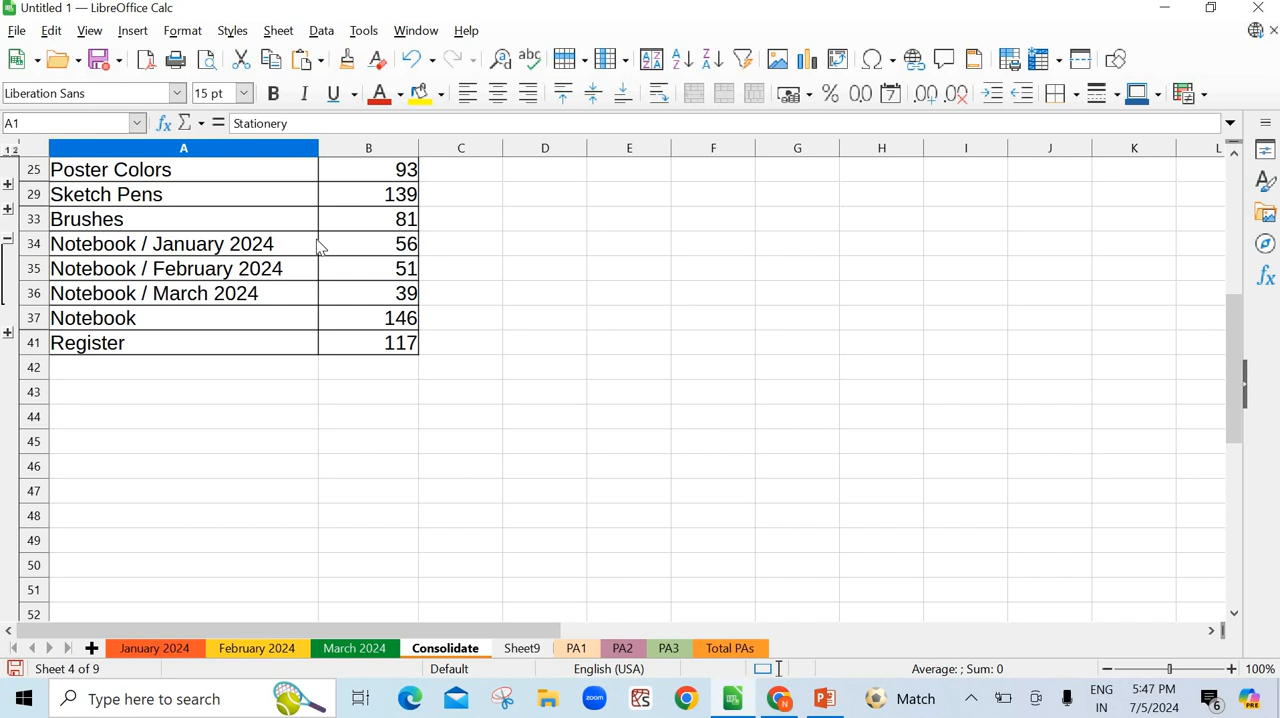 Untitled 1 — LibreOffice Calc
File Edit View Insert Format Styles Sheet Data Tools Window Help
Liberation Sans 15 pt
A1 Stationery
1 2 A B C D E F G H I J K L
25 Poster Colors 93
29 Sketch Pens 139
33 Brushes 81
34 Notebook / January 2024 56
35 Notebook / February 2024 51
36 Notebook / March 2024 39
37 Notebook 146
41 Register 117
42
43
44
45
46
47
48
49
50
51
52
January 2024 February 2024 March 2024 Consolidate Sheet9 PA1 PA2 PA3 Total PAs
Sheet 4 of 9 Default English (USA) Average: ; Sum: 0 100%
Type here to search zoom Match ENG 5:47 PM
IN 7/5/2024 6